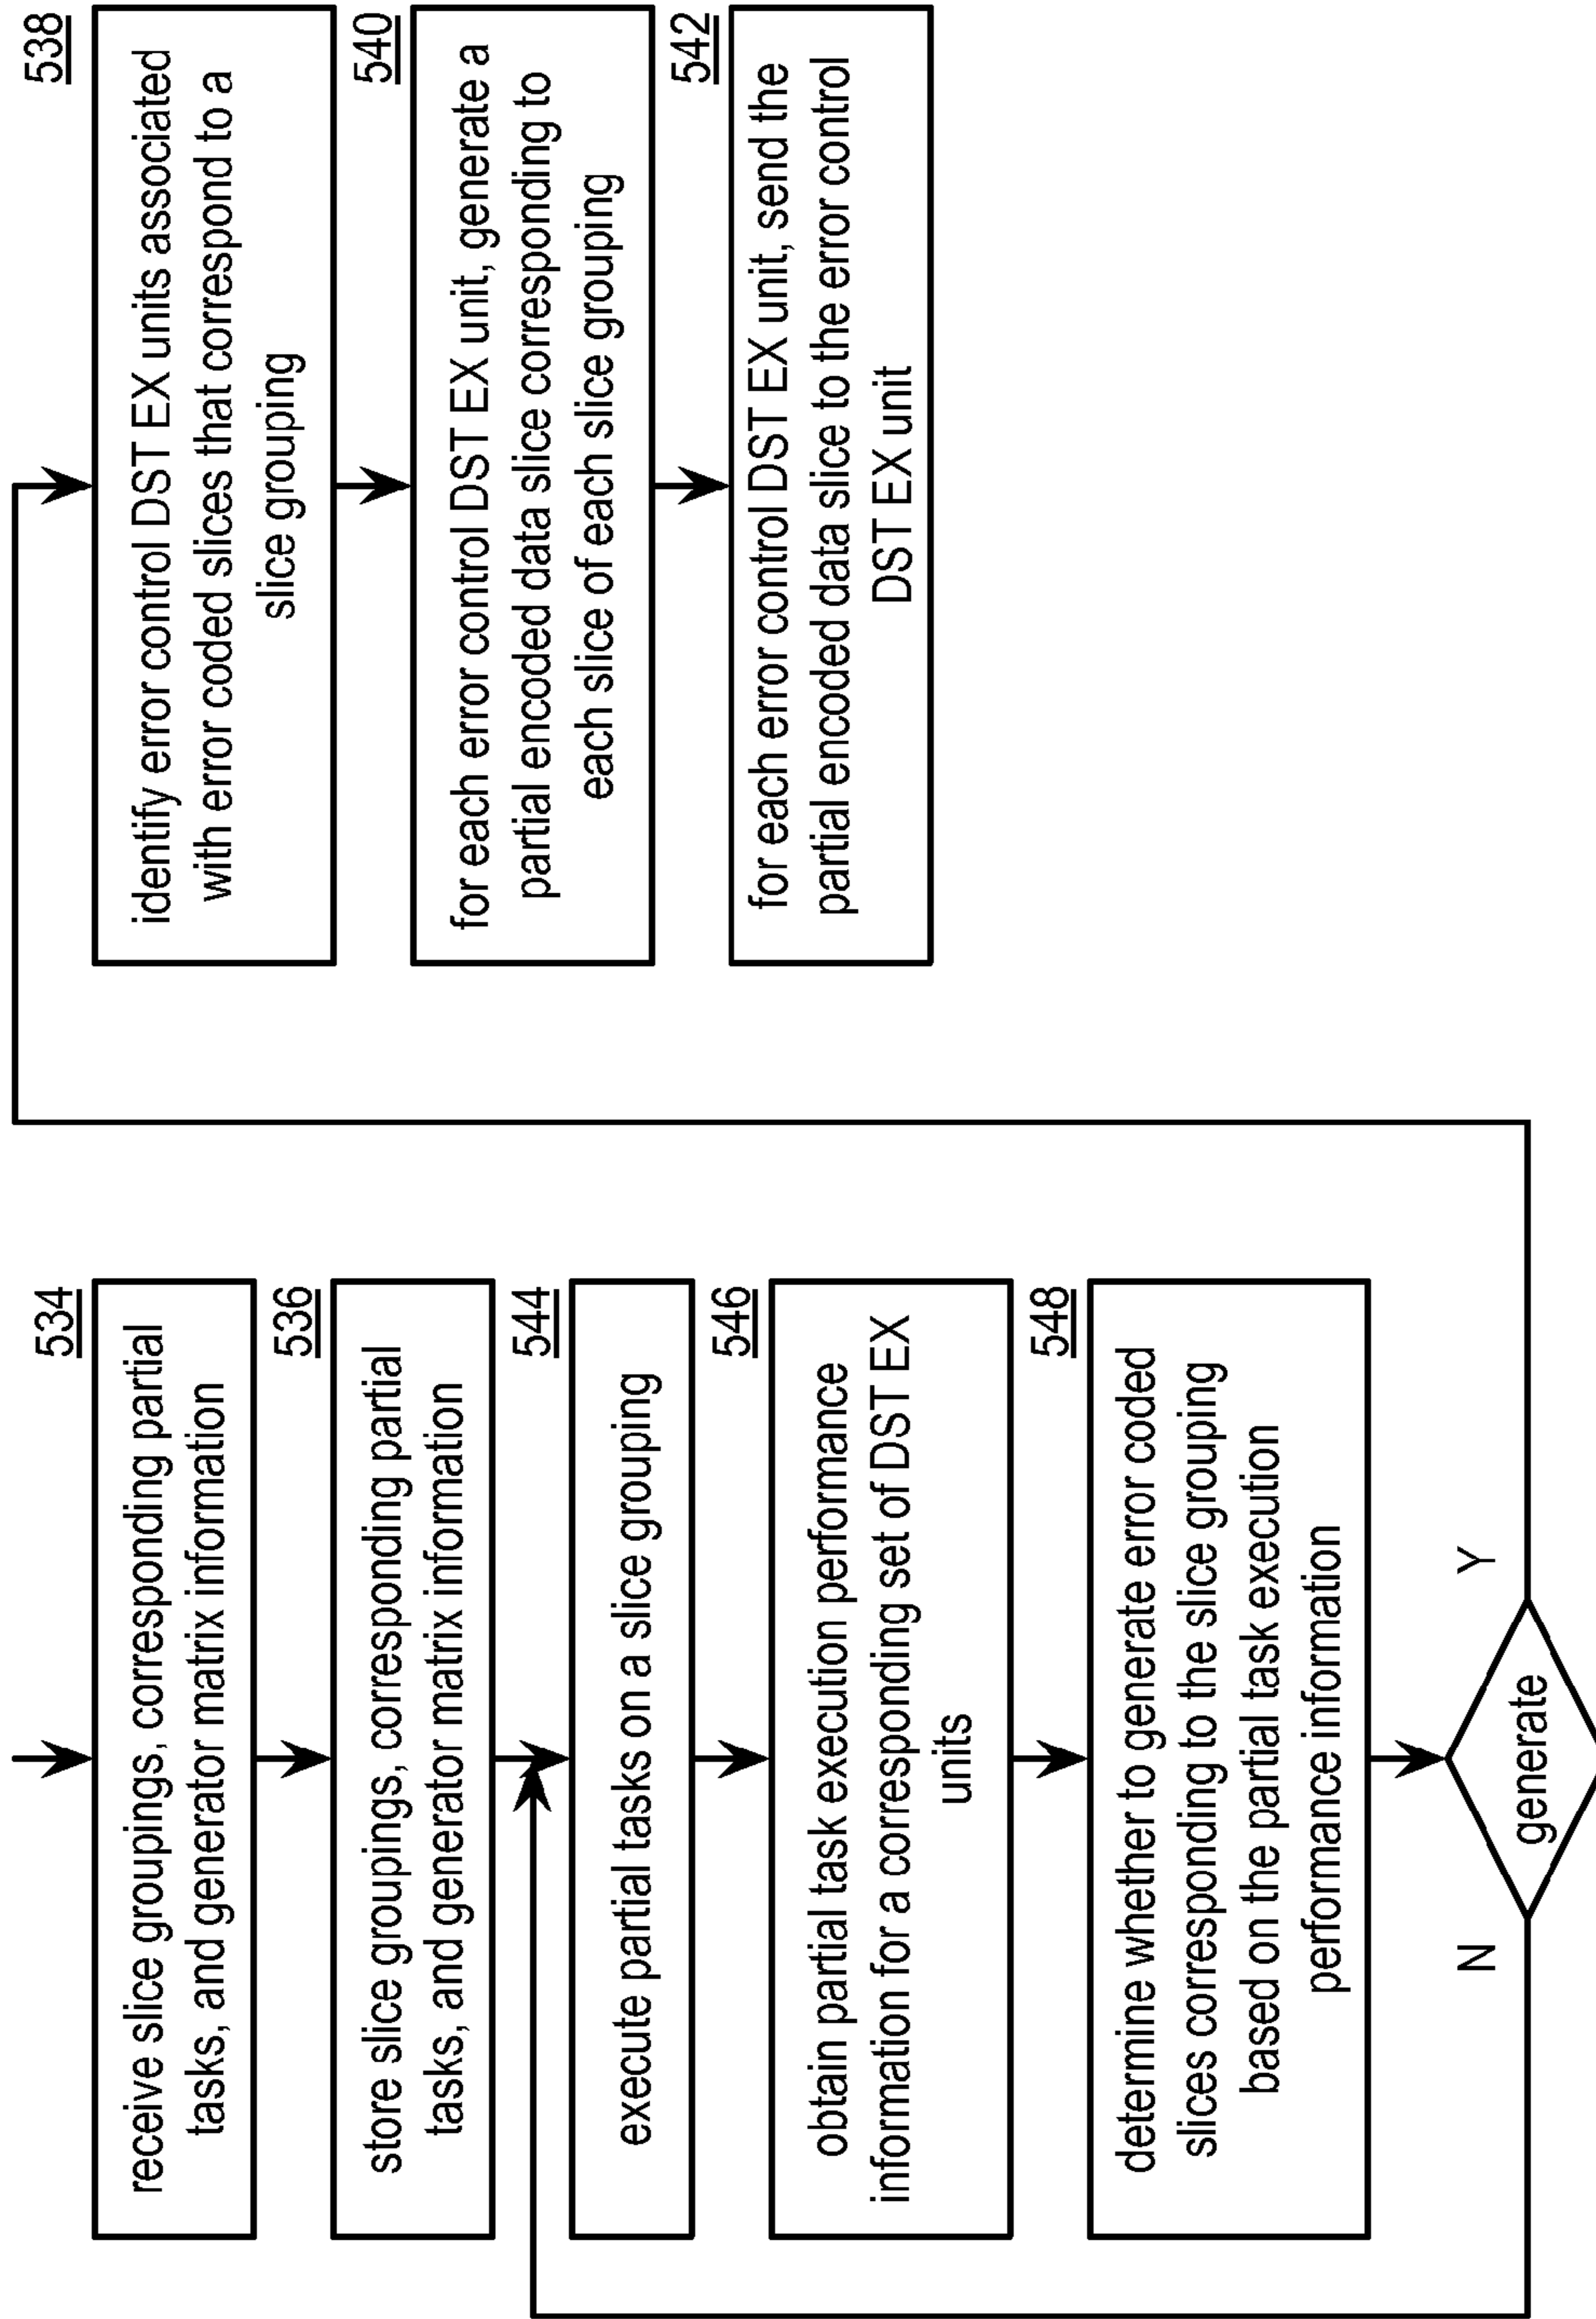 534
receive slice groupings, corresponding partial
tasks, and generator matrix information
536
store slice groupings, corresponding partial
tasks, and generator matrix information
544
execute partial tasks on a slice grouping
546
obtain partial task execution performance
information for a corresponding set of DST EX
units
548
determine whether to generate error coded
slices corresponding to the slice grouping
based on the partial task execution
performance information
N
generate
Y
538
identify error control DST EX units associated
with error coded slices that correspond to a
slice grouping
540
for each error control DST EX unit, generate a
partial encoded data slice corresponding to
each slice of each slice grouping
542
for each error control DST EX unit, send the
partial encoded data slice to the error control
DST EX unit